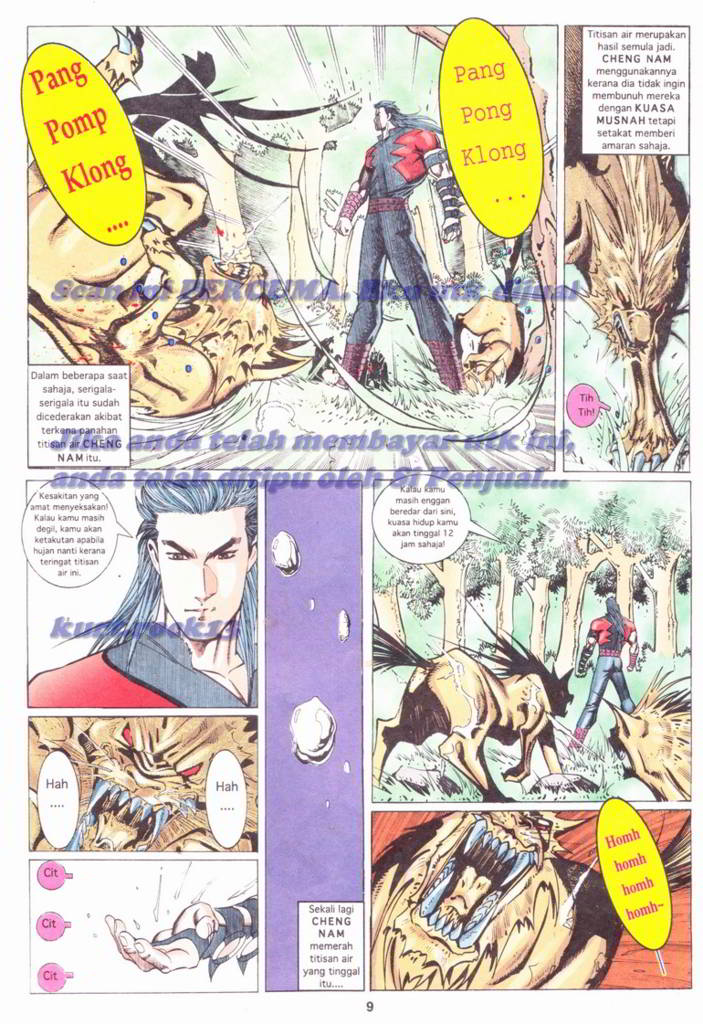 Pang
Pomp
Klong
....
Pang
Pong
Klong
...
Titisan air merupakan
hasil semula jadi.
CHENG NAM
menggunakannya
kerana dia tidak ingin
membunuh mereka
dengan KUASA
MUSNAH tetapi
setakat memberi
amaran sahaja.
Dalam beberapa saat
sahaja, serigala-
serigala itu sudah
dicederakan akibat
terkena panahan
titisan air CHENG
NAM itu.
Tih
Tih!
Scan ini PERCUMA. Bkn utk dijual
anda telah membayar utk ini,
anda telah ditipu oleh Si Penjual...
Kesakitan yang
amat menyeksakan!
Kalau kamu masih
degil, kamu akan
ketakutan apabila
hujan nanti kerana
teringat titisan
air ini.
Kalau kamu
masih enggan
beredar dari sini,
kuasa hidup kamu
akan tinggal 12
jam sahaja!
Hah
....
Hah
....
Cit
Cit
Cit
Sekali lagi
CHENG
NAM
memerah
titisan air
yang tinggal
itu....
Homh
homh
homh
homh~
9